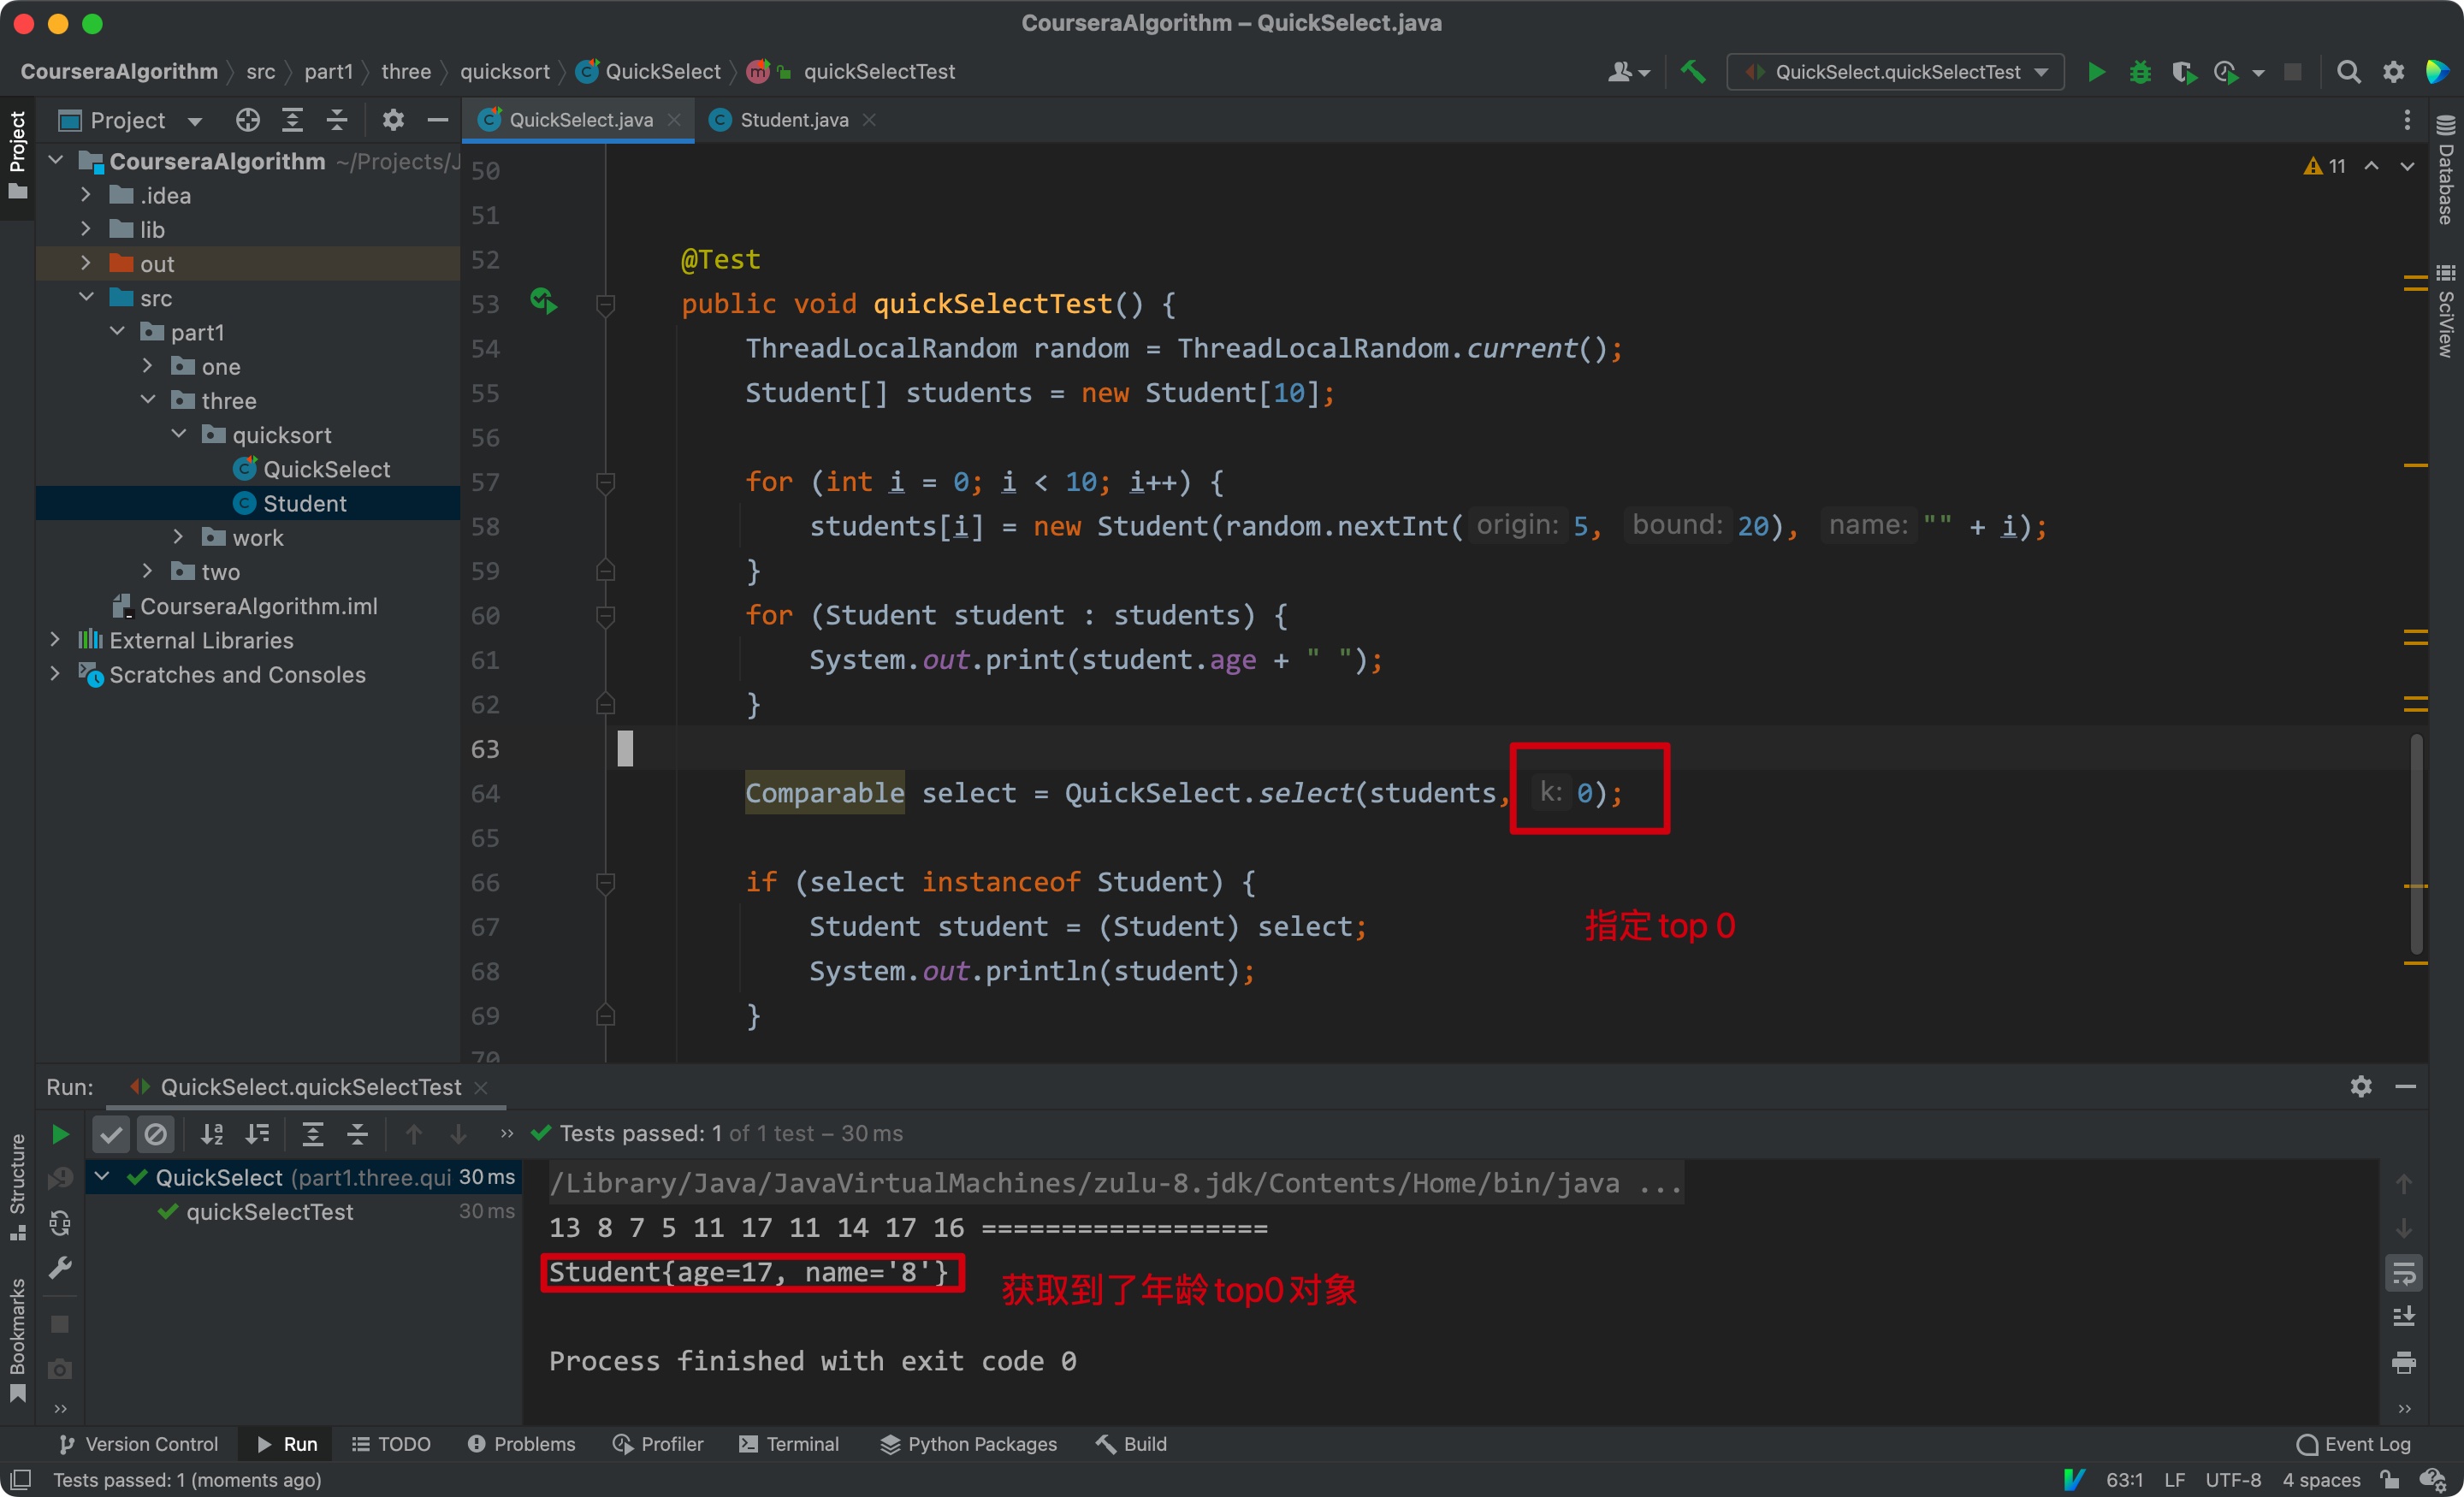 CourseraAlgorithm – QuickSelect.java
CourseraAlgorithm src part1 three quicksort QuickSelect quickSelectTest
QuickSelect.quickSelectTest
Project
Project
QuickSelect.java
Student.java
11
Database
SciView
CourseraAlgorithm ~/Projects/J
.idea
lib
out
src
part1
one
three
quicksort
QuickSelect
Student
work
two
CourseraAlgorithm.iml
External Libraries
Scratches and Consoles
50
51
52 @Test
53 public void quickSelectTest() {
54 ThreadLocalRandom random = ThreadLocalRandom.current();
55 Student[] students = new Student[10];
56
57 for (int i = 0; i < 10; i++) {
58 students[i] = new Student(random.nextInt( origin: 5, bound: 20), name: "" + i);
59 }
60 for (Student student : students) {
61 System.out.print(student.age + " ");
62 }
63
64 Comparable select = QuickSelect.select(students, k: 0);
65
66 if (select instanceof Student) {
67 Student student = (Student) select;
指定top 0
68 System.out.println(student);
69 }
70
Run: QuickSelect.quickSelectTest
Tests passed: 1 of 1 test – 30 ms
QuickSelect (part1.three.qui 30 ms
quickSelectTest 30 ms
/Library/Java/JavaVirtualMachines/zulu-8.jdk/Contents/Home/bin/java ...
13 8 7 5 11 17 11 14 17 16 ==================
Student{age=17, name='8'}
获取到了年龄top0对象
Process finished with exit code 0
Structure
Bookmarks
Version Control Run TODO Problems Profiler Terminal Python Packages Build Event Log
Tests passed: 1 (moments ago) 63:1 LF UTF-8 4 spaces